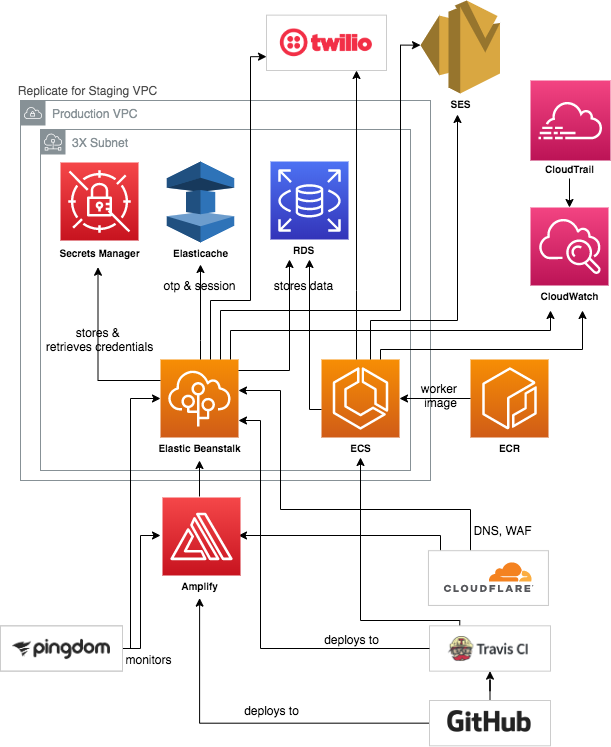 twilio
SES
Replicate for Staging VPC
Production VPC
3X Subnet
CloudTrail
Secrets Manager
Elasticache
RDS
otp & session
stores data
CloudWatch
stores &
retrieves credentials
worker
image
Elastic Beanstalk
ECS
ECR
DNS, WAF
Amplify
CLOUDFLARE
pingdom
monitors
deploys to
Travis CI
deploys to
GitHub